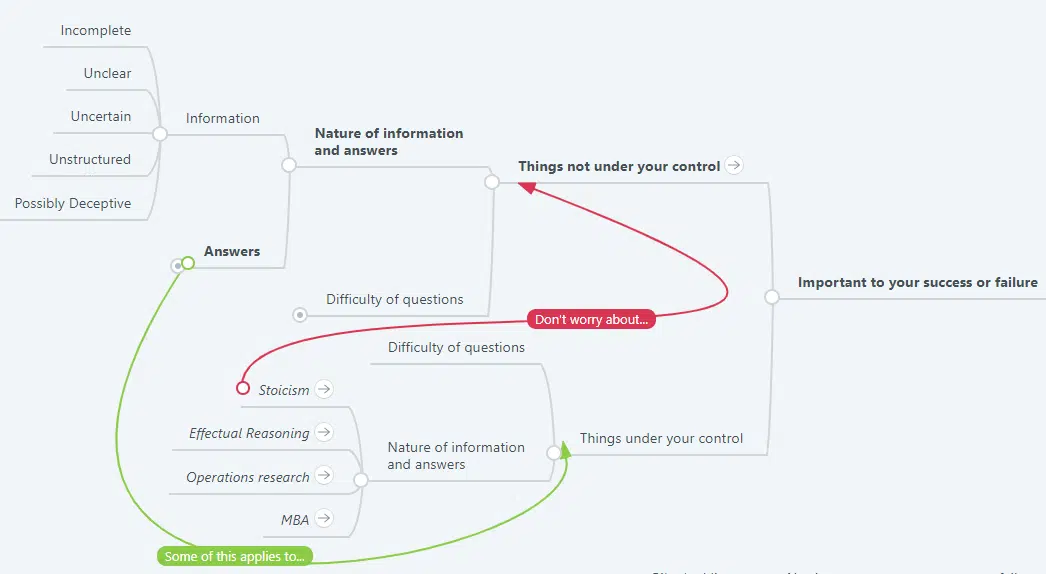 Incomplete
Unclear
Uncertain
Unstructured
Possibly Deceptive
Information
Nature of information
and answers
Things not under your control
Answers
Difficulty of questions
Important to your success or failure
Don't worry about...
Difficulty of questions
Stoicism
Effectual Reasoning
Operations research
MBA
Nature of information
and answers
Things under your control
Some of this applies to...